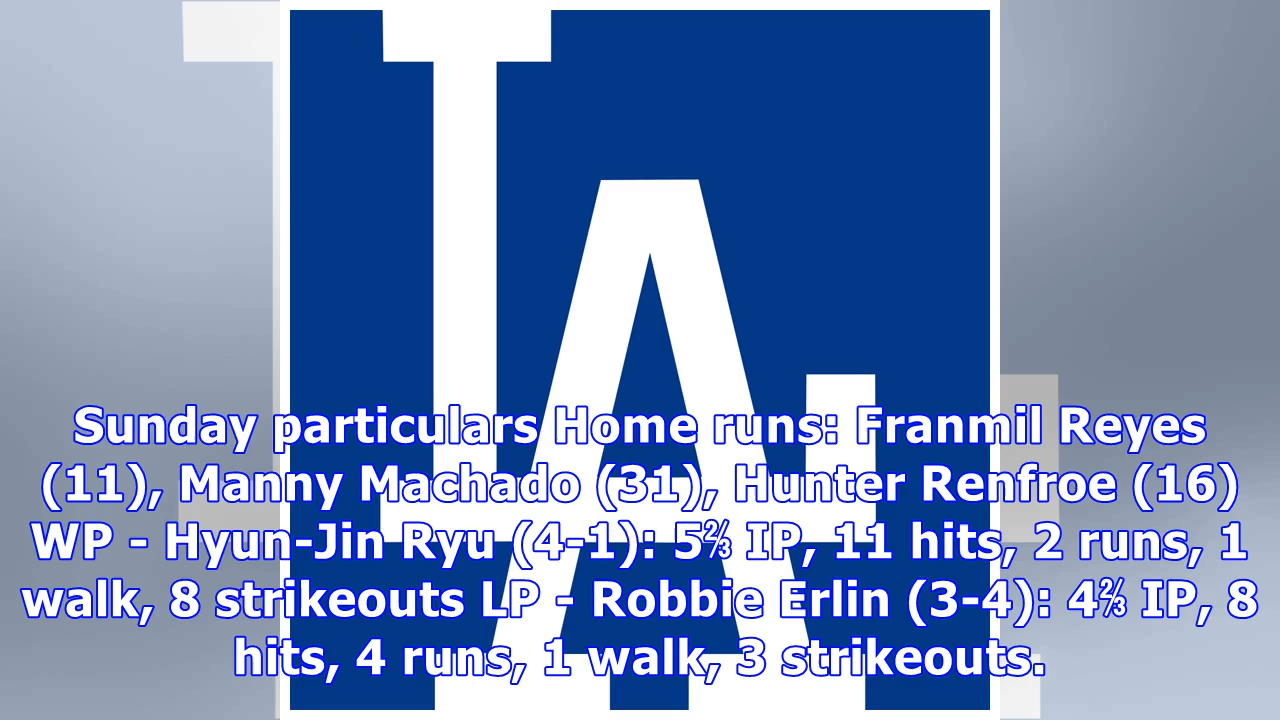 LA
Sunday particulars Home runs: Franmil Reyes
(11), Manny Machado (31), Hunter Renfroe (16)
WP - Hyun-Jin Ryu (4-1): 5⅔ IP, 11 hits, 2 runs, 1
walk, 8 strikeouts LP - Robbie Erlin (3-4): 4⅔ IP, 8
hits, 4 runs, 1 walk, 3 strikeouts.